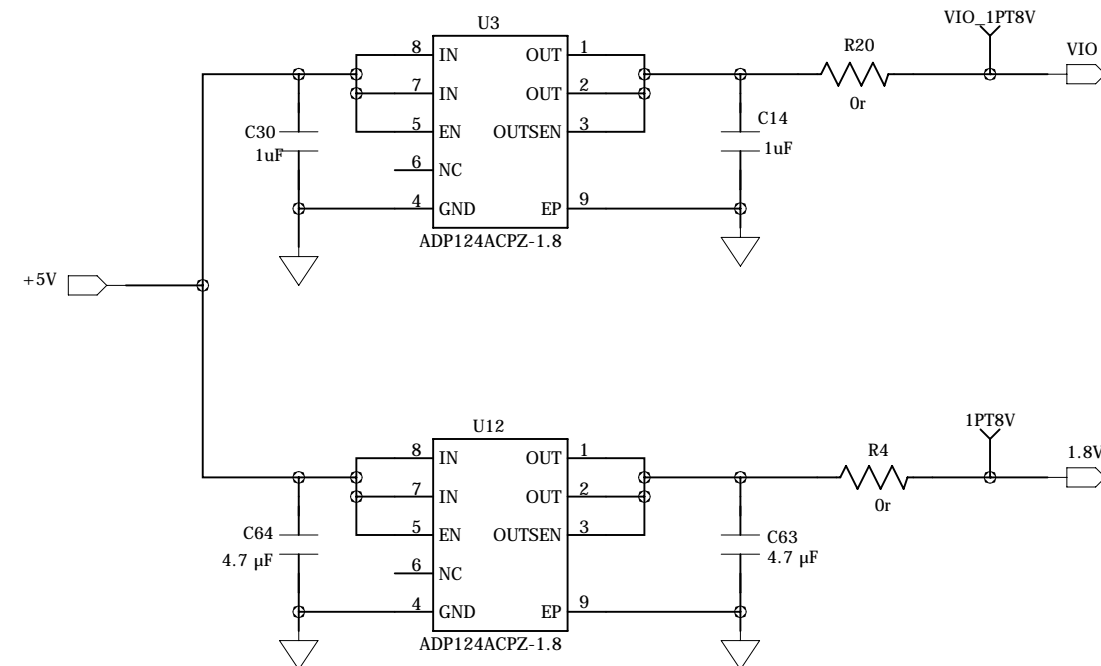 U3
VIO_1PT8V
R20
VIO
8 IN OUT 1
7 IN OUT 2
0r
C30
1uF
5 EN OUTSEN 3
C14
1uF
6 NC
4 GND EP 9
ADP124ACPZ-1.8
+5V
U12
1PT8V
R4
1.8V
8 IN OUT 1
7 IN OUT 2
0r
C64
4.7 µF
5 EN OUTSEN 3
C63
4.7 µF
6 NC
4 GND EP 9
ADP124ACPZ-1.8